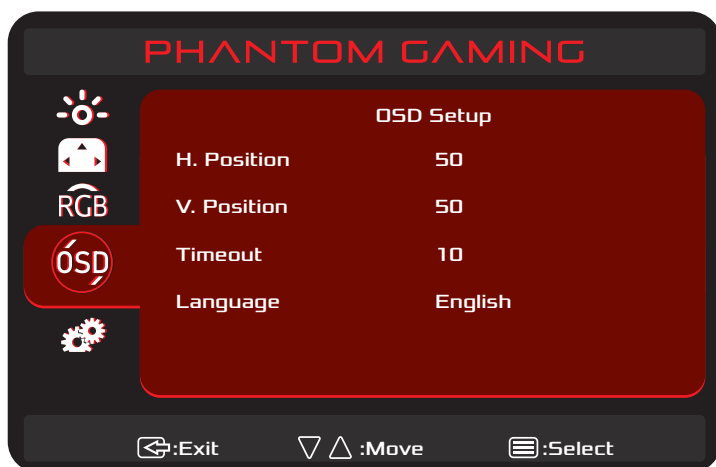 PHANTOM GAMING
OSD Setup
H. Position 50
V. Position 50
RGB
Timeout 10
OSD
Language English
:Exit :Move :Select